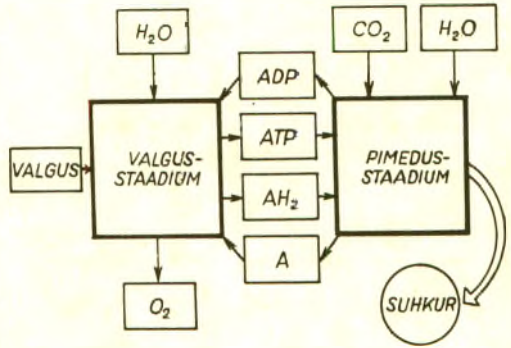 H₂O
CO₂
H₂O
ADP
ATP
VALGUS
VALGUS-
STAADIUM
PIMEDUS-
STAADIUM
AH₂
A
O₂
SUHKUR